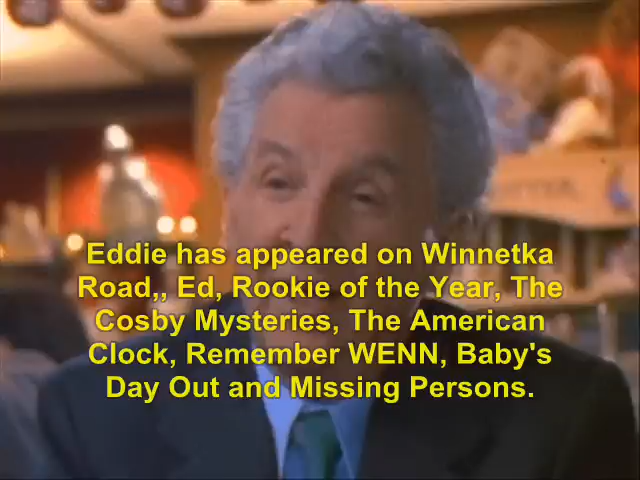 Eddie has appeared on Winnetka
Road,, Ed, Rookie of the Year, The
Cosby Mysteries, The American
Clock, Remember WENN, Baby's
Day Out and Missing Persons.